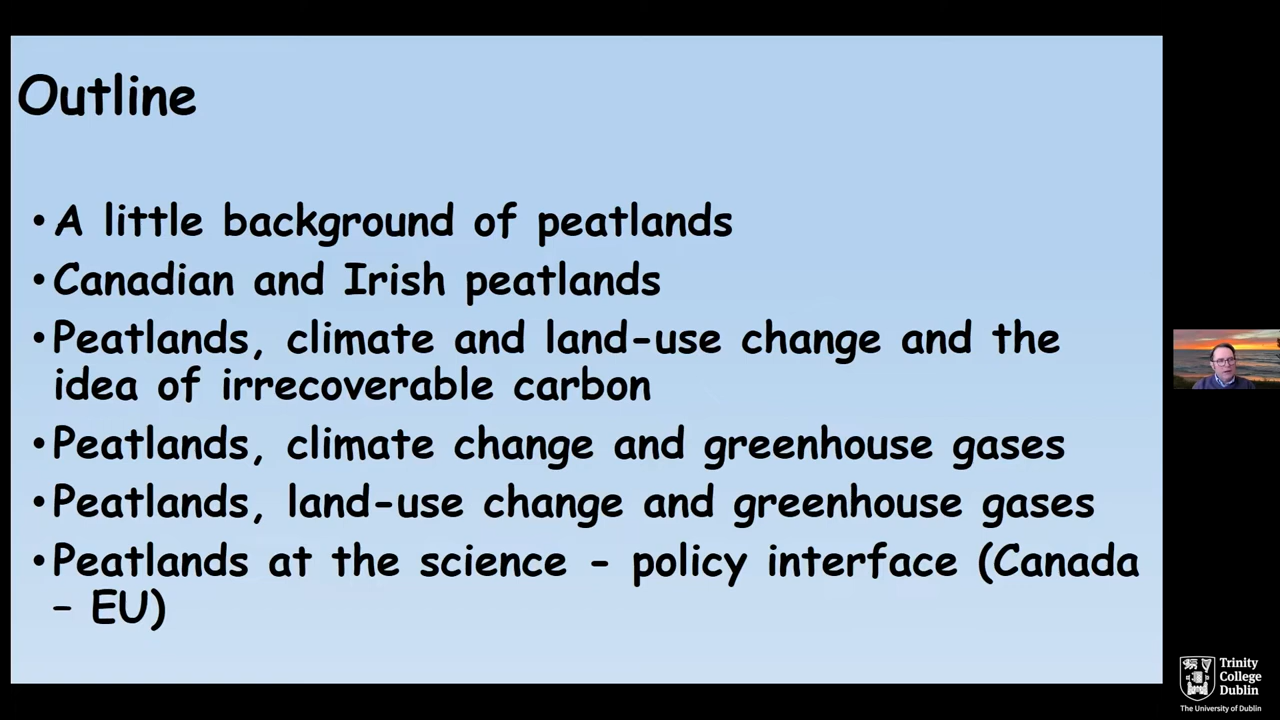 Outline
• A little background of peatlands
• Canadian and Irish peatlands
• Peatlands, climate and land-use change and the
idea of irrecoverable carbon
• Peatlands, climate change and greenhouse gases
• Peatlands, land-use change and greenhouse gases
• Peatlands at the science - policy interface (Canada
– EU)
Trinity
College
Dublin
The University of Dublin